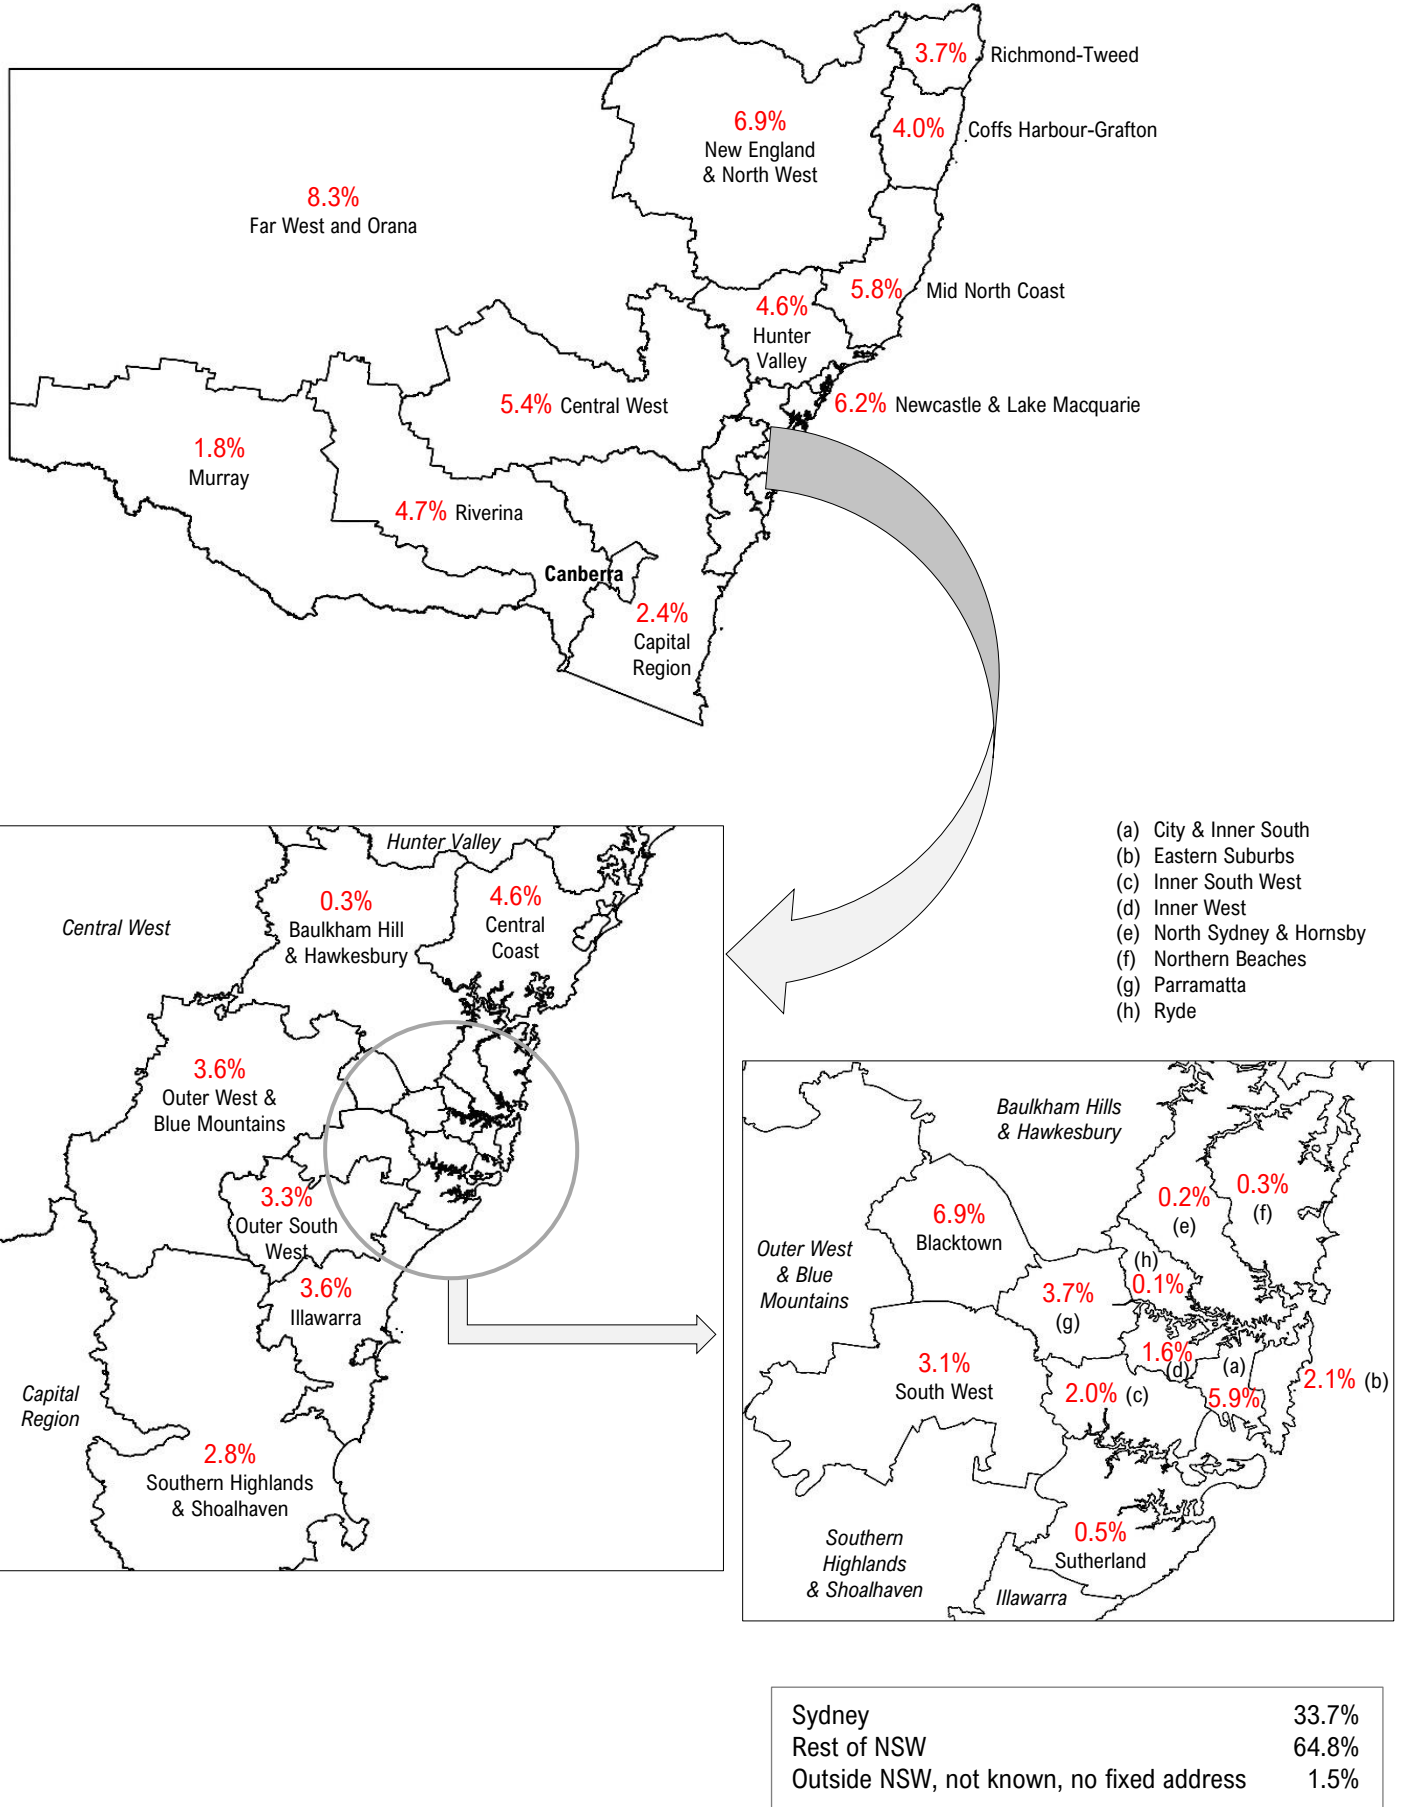 3.7% Richmond-Tweed
4.0% Coffs Harbour-Grafton
6.9%
New England
& North West
8.3%
Far West and Orana
5.8% Mid North Coast
4.6%
Hunter
Valley
5.4% Central West
6.2% Newcastle & Lake Macquarie
1.8%
Murray
4.7% Riverina
Canberra
2.4%
Capital
Region
(a) City & Inner South
(b) Eastern Suburbs
(c) Inner South West
(d) Inner West
(e) North Sydney & Hornsby
(f) Northern Beaches
(g) Parramatta
(h) Ryde
Hunter Valley
Central West
0.3%
Baulkham Hill
& Hawkesbury
4.6%
Central
Coast
3.6%
Outer West &
Blue Mountains
3.3%
Outer South
West
3.6%
Illawarra
Capital
Region
2.8%
Southern Highlands
& Shoalhaven
Baulkham Hills
& Hawkesbury
0.2%
(e)
0.3%
(f)
6.9%
Blacktown
Outer West
& Blue
Mountains
(h)
0.1%
3.7%
(g)
1.6%
(d)
(a)
5.9%
2.1% (b)
3.1%
South West
2.0% (c)
0.5%
Sutherland
Southern
Highlands
& Shoalhaven
Illawarra
Sydney 33.7%
Rest of NSW 64.8%
Outside NSW, not known, no fixed address 1.5%